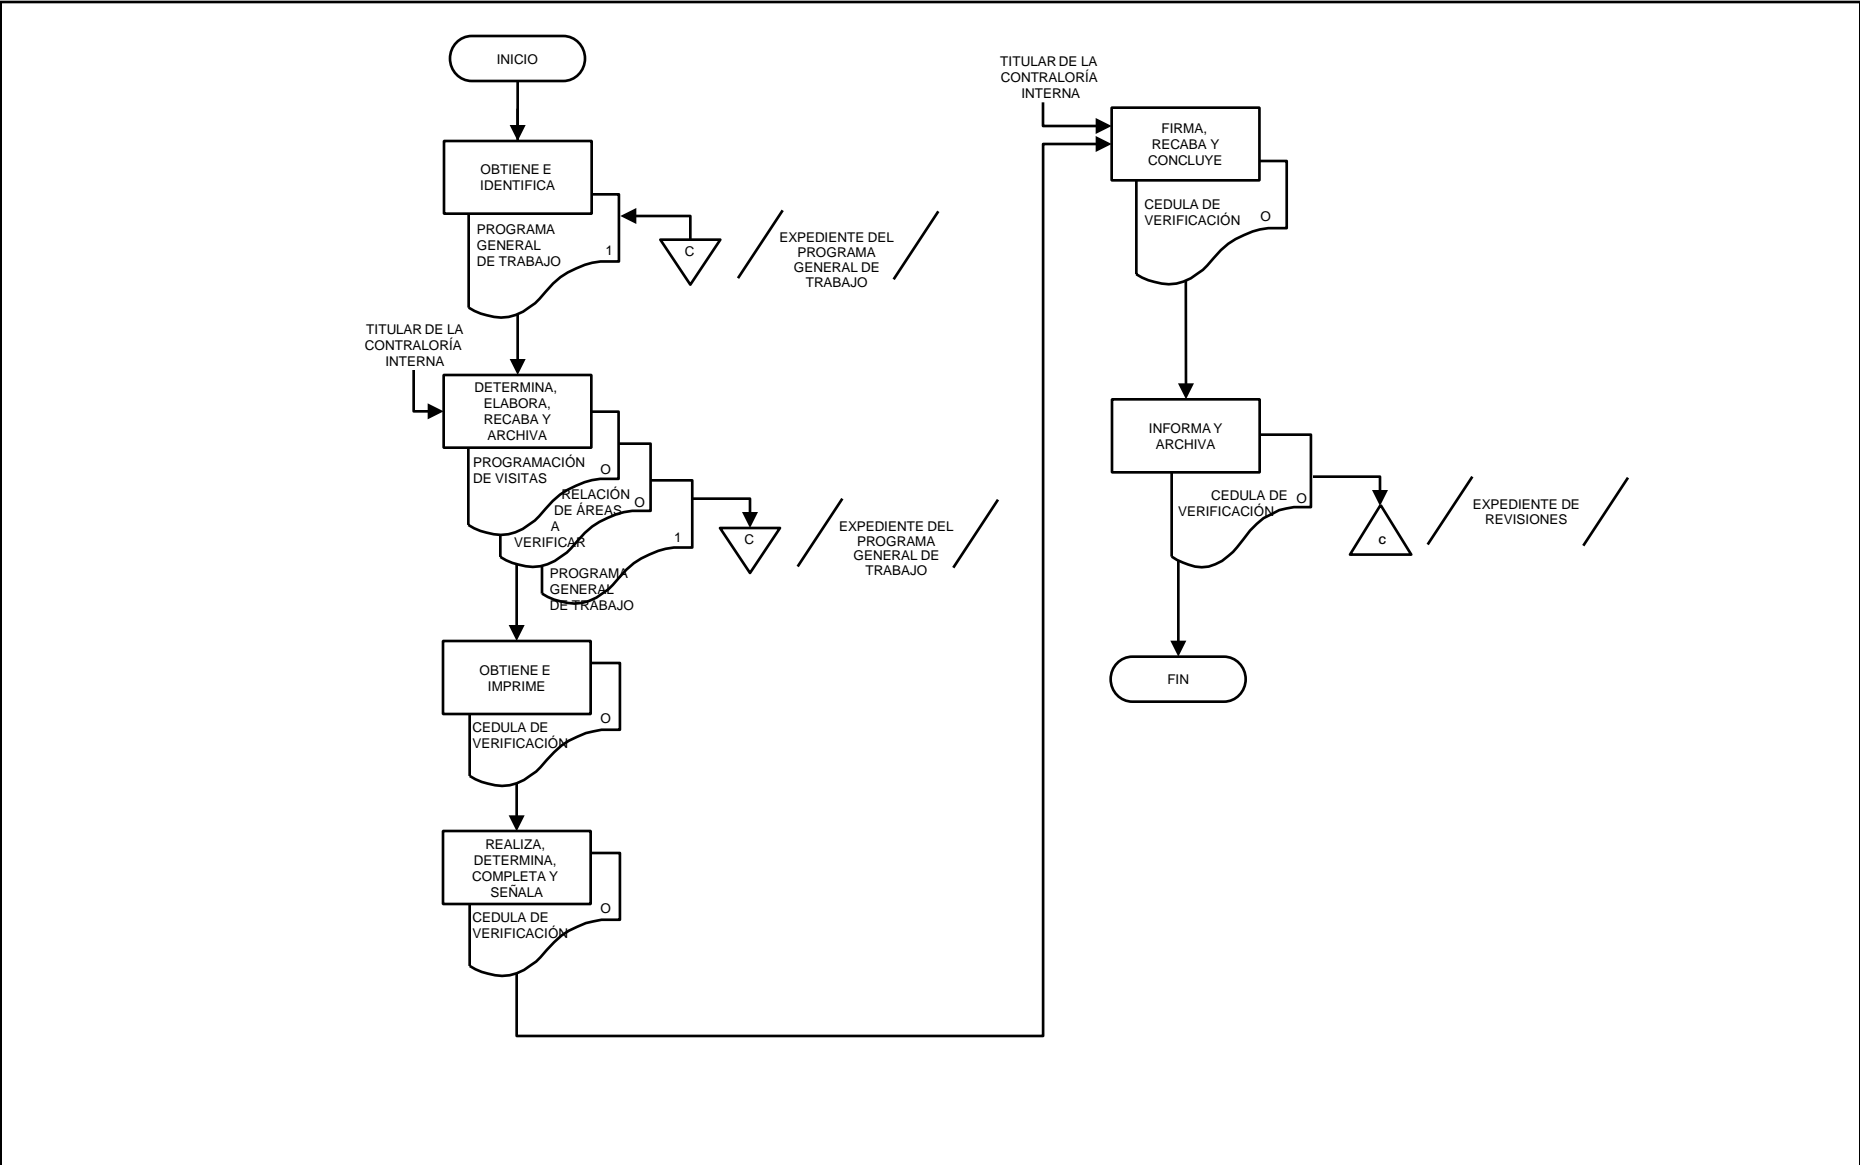 INICIO
OBTIENE E
IDENTIFICA
PROGRAMA
GENERAL
DE TRABAJO
1
C
EXPEDIENTE DEL
PROGRAMA
GENERAL DE
TRABAJO
TITULAR DE LA
CONTRALORÍA
INTERNA
DETERMINA,
ELABORA,
RECABA Y
ARCHIVA
PROGRAMACIÓN
DE VISITAS
O
RELACIÓN
DE ÁREAS
A
VERIFICAR
O
PROGRAMA
GENERAL
DE TRABAJO
1
C
EXPEDIENTE DEL
PROGRAMA
GENERAL DE
TRABAJO
OBTIENE E
IMPRIME
CEDULA DE
VERIFICACIÓN
O
REALIZA,
DETERMINA,
COMPLETA Y
SEÑALA
CEDULA DE
VERIFICACIÓN
O
TITULAR DE LA
CONTRALORÍA
INTERNA
FIRMA,
RECABA Y
CONCLUYE
CEDULA DE
VERIFICACIÓN
O
INFORMA Y
ARCHIVA
CEDULA DE
VERIFICACIÓN
O
c
EXPEDIENTE DE
REVISIONES
FIN